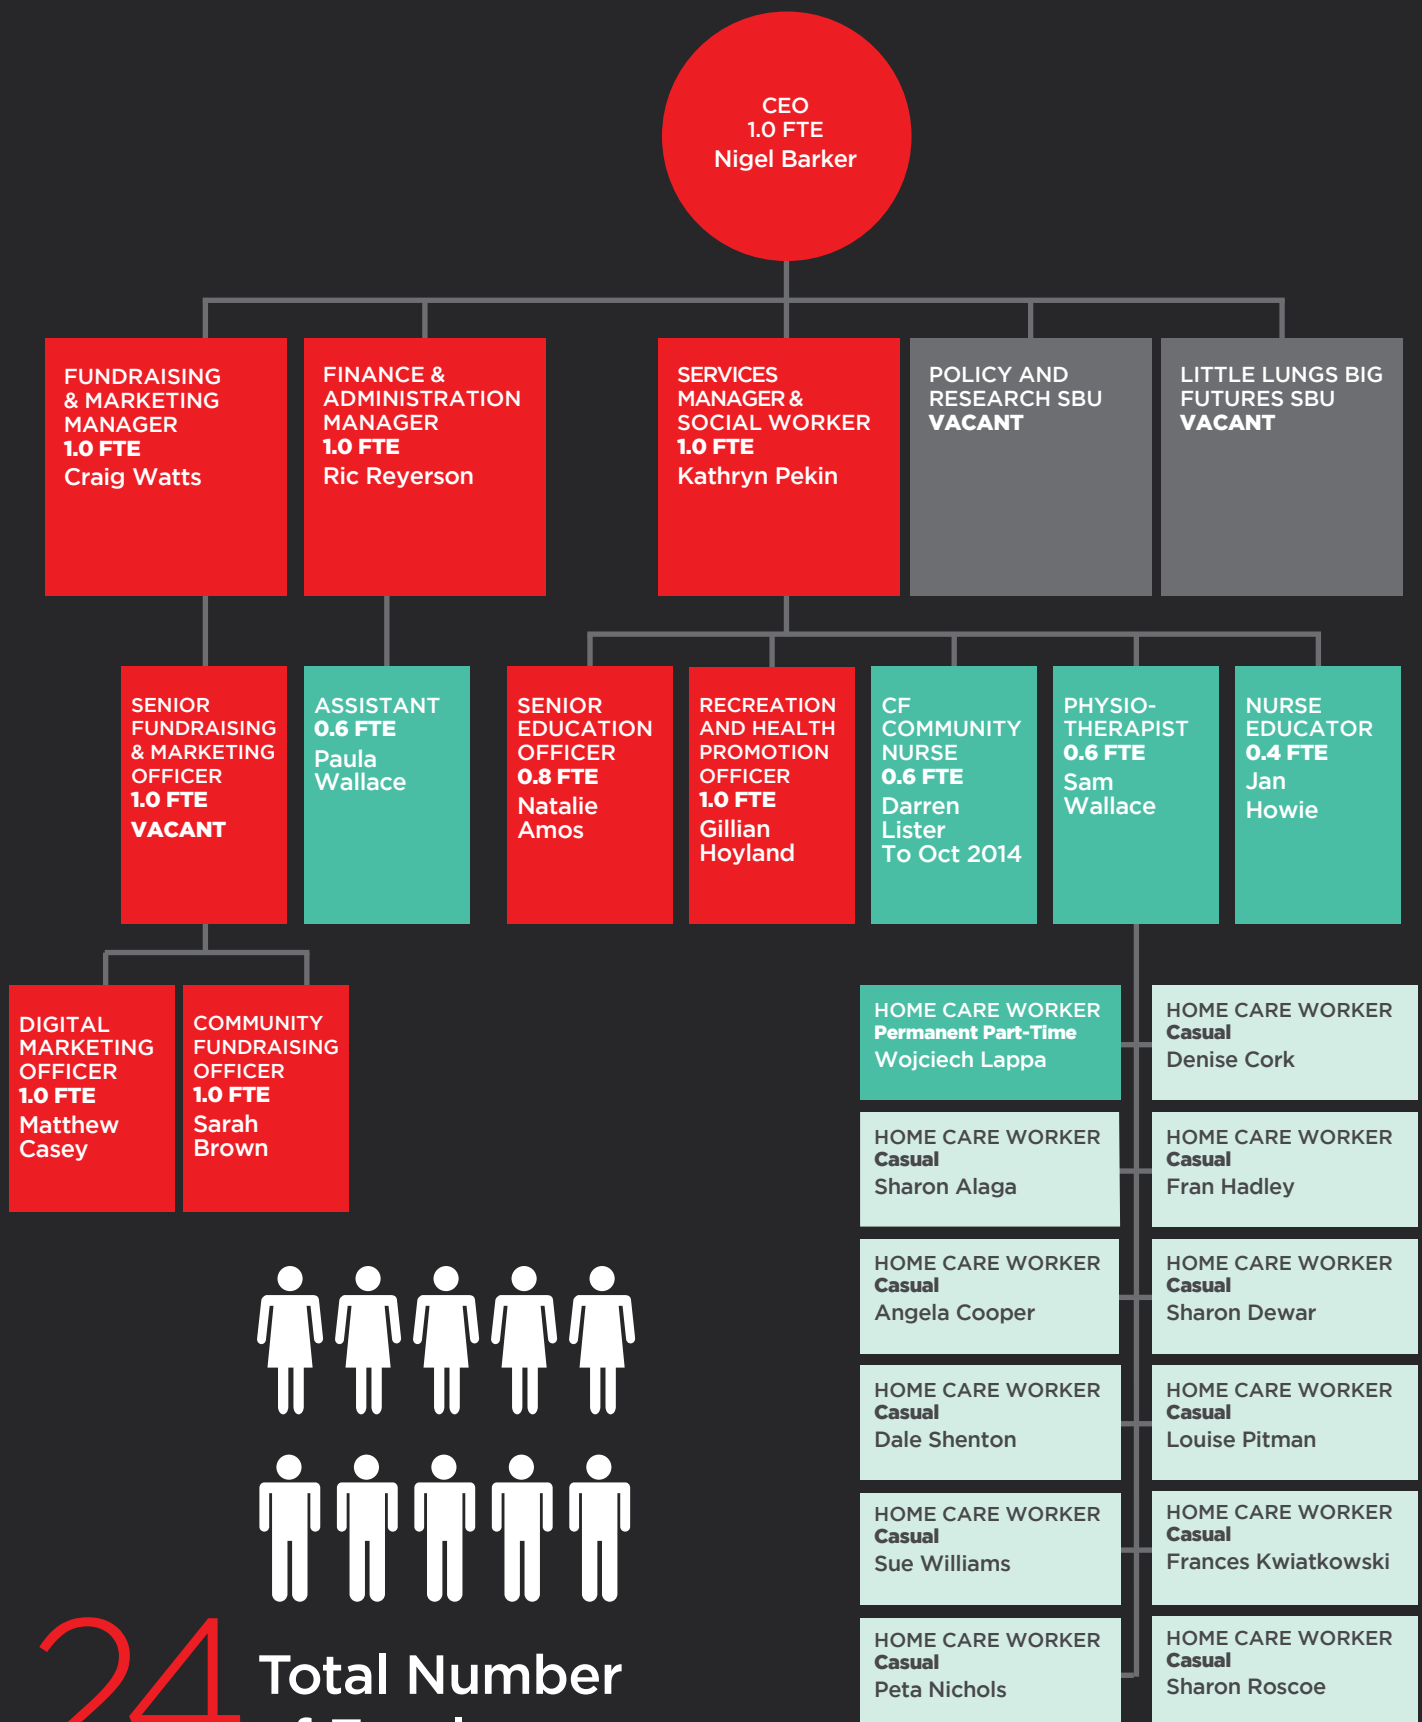 CEO
1.0 FTE
Nigel Barker
FUNDRAISING
& MARKETING
MANAGER
1.0 FTE
Craig Watts
FINANCE &
ADMINISTRATION
MANAGER
1.0 FTE
Ric Reyerson
SERVICES
MANAGER &
SOCIAL WORKER
1.0 FTE
Kathryn Pekin
POLICY AND
RESEARCH SBU
VACANT
LITTLE LUNGS BIG
FUTURES SBU
VACANT
SENIOR
FUNDRAISING
& MARKETING
OFFICER
1.0 FTE
VACANT
ASSISTANT
0.6 FTE
Paula
Wallace
SENIOR
EDUCATION
OFFICER
0.8 FTE
Natalie
Amos
RECREATION
AND HEALTH
PROMOTION
OFFICER
1.0 FTE
Gillian
Hoyland
CF
COMMUNITY
NURSE
0.6 FTE
Darren
Lister
To Oct 2014
PHYSIO-
THERAPIST
0.6 FTE
Sam
Wallace
NURSE
EDUCATOR
0.4 FTE
Jan
Howie
DIGITAL
MARKETING
OFFICER
1.0 FTE
Matthew
Casey
COMMUNITY
FUNDRAISING
OFFICER
1.0 FTE
Sarah
Brown
HOME CARE WORKER
Permanent Part-Time
Wojciech Lappa
HOME CARE WORKER
Casual
Denise Cork
HOME CARE WORKER
Casual
Sharon Alaga
HOME CARE WORKER
Casual
Fran Hadley
HOME CARE WORKER
Casual
Angela Cooper
HOME CARE WORKER
Casual
Sharon Dewar
HOME CARE WORKER
Casual
Dale Shenton
HOME CARE WORKER
Casual
Louise Pitman
HOME CARE WORKER
Casual
Sue Williams
HOME CARE WORKER
Casual
Frances Kwiatkowski
HOME CARE WORKER
Casual
Peta Nichols
HOME CARE WORKER
Casual
Sharon Roscoe
24
Total Number